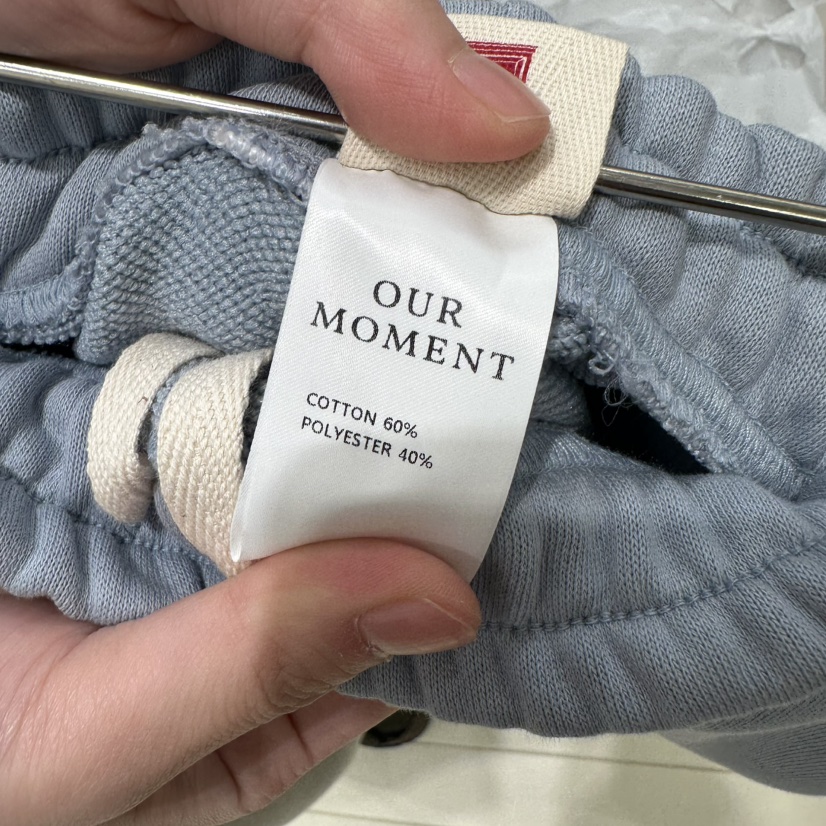 OUR
MOMENT
COTTON 60%
POLYESTER 40%